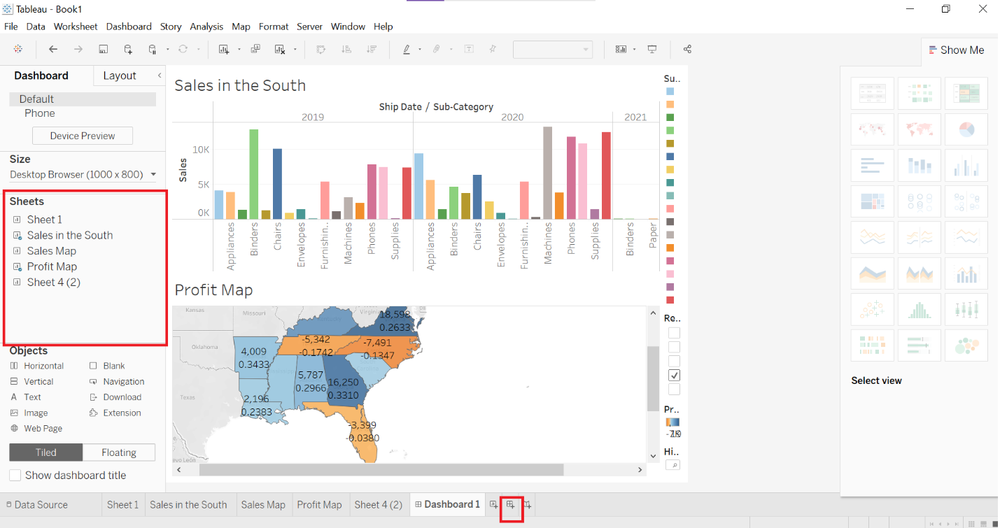 Tableau - Book1
File Data Worksheet Dashboard Story Analysis Map Format Server Window Help
Show Me
Dashboard Layout
Default
Phone
Device Preview
Size
Desktop Browser (1000 x 800)
Sheets
Sheet 1
Sales in the South
Sales Map
Profit Map
Sheet 4 (2)
Objects
Horizontal Blank
Vertical Navigation
A Text Download
Image Extension
Web Page
Tiled Floating
Show dashboard title
Sales in the South
Ship Date / Sub-Category
2019 2020 2021
Sales
10K
5K
0K
Appliances Binders Chairs Envelopes Furnishin.. Machines Phones Supplies Appliances Binders Chairs Envelopes Furnishin.. Machines Phones Supplies Binders Paper
Su..
Profit Map
Kansas
Missouri
Virginia
DE
18,598
0.2633
Oklahoma
-5,342
-0.1742
-7,491
-0.1347
4,009
0.3433
5,787
0.2966
16,250
0.3310
Texas
2,196
0.2383
-3,399
-0.0380
evo León
Re..
Pr..
Hi..
Select view
Data Source Sheet 1 Sales in the South Sales Map Profit Map Sheet 4 (2) Dashboard 1